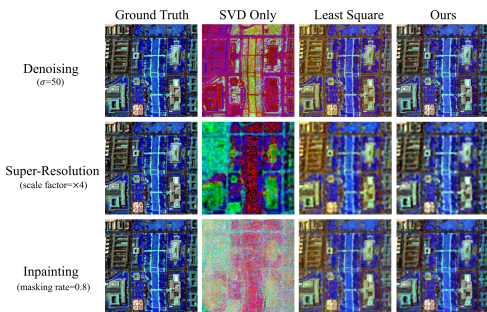 Ground Truth SVD Only Least Square Ours
Denoising
(σ=50)
Super-Resolution
(scale factor=×4)
Inpainting
(masking rate=0.8)